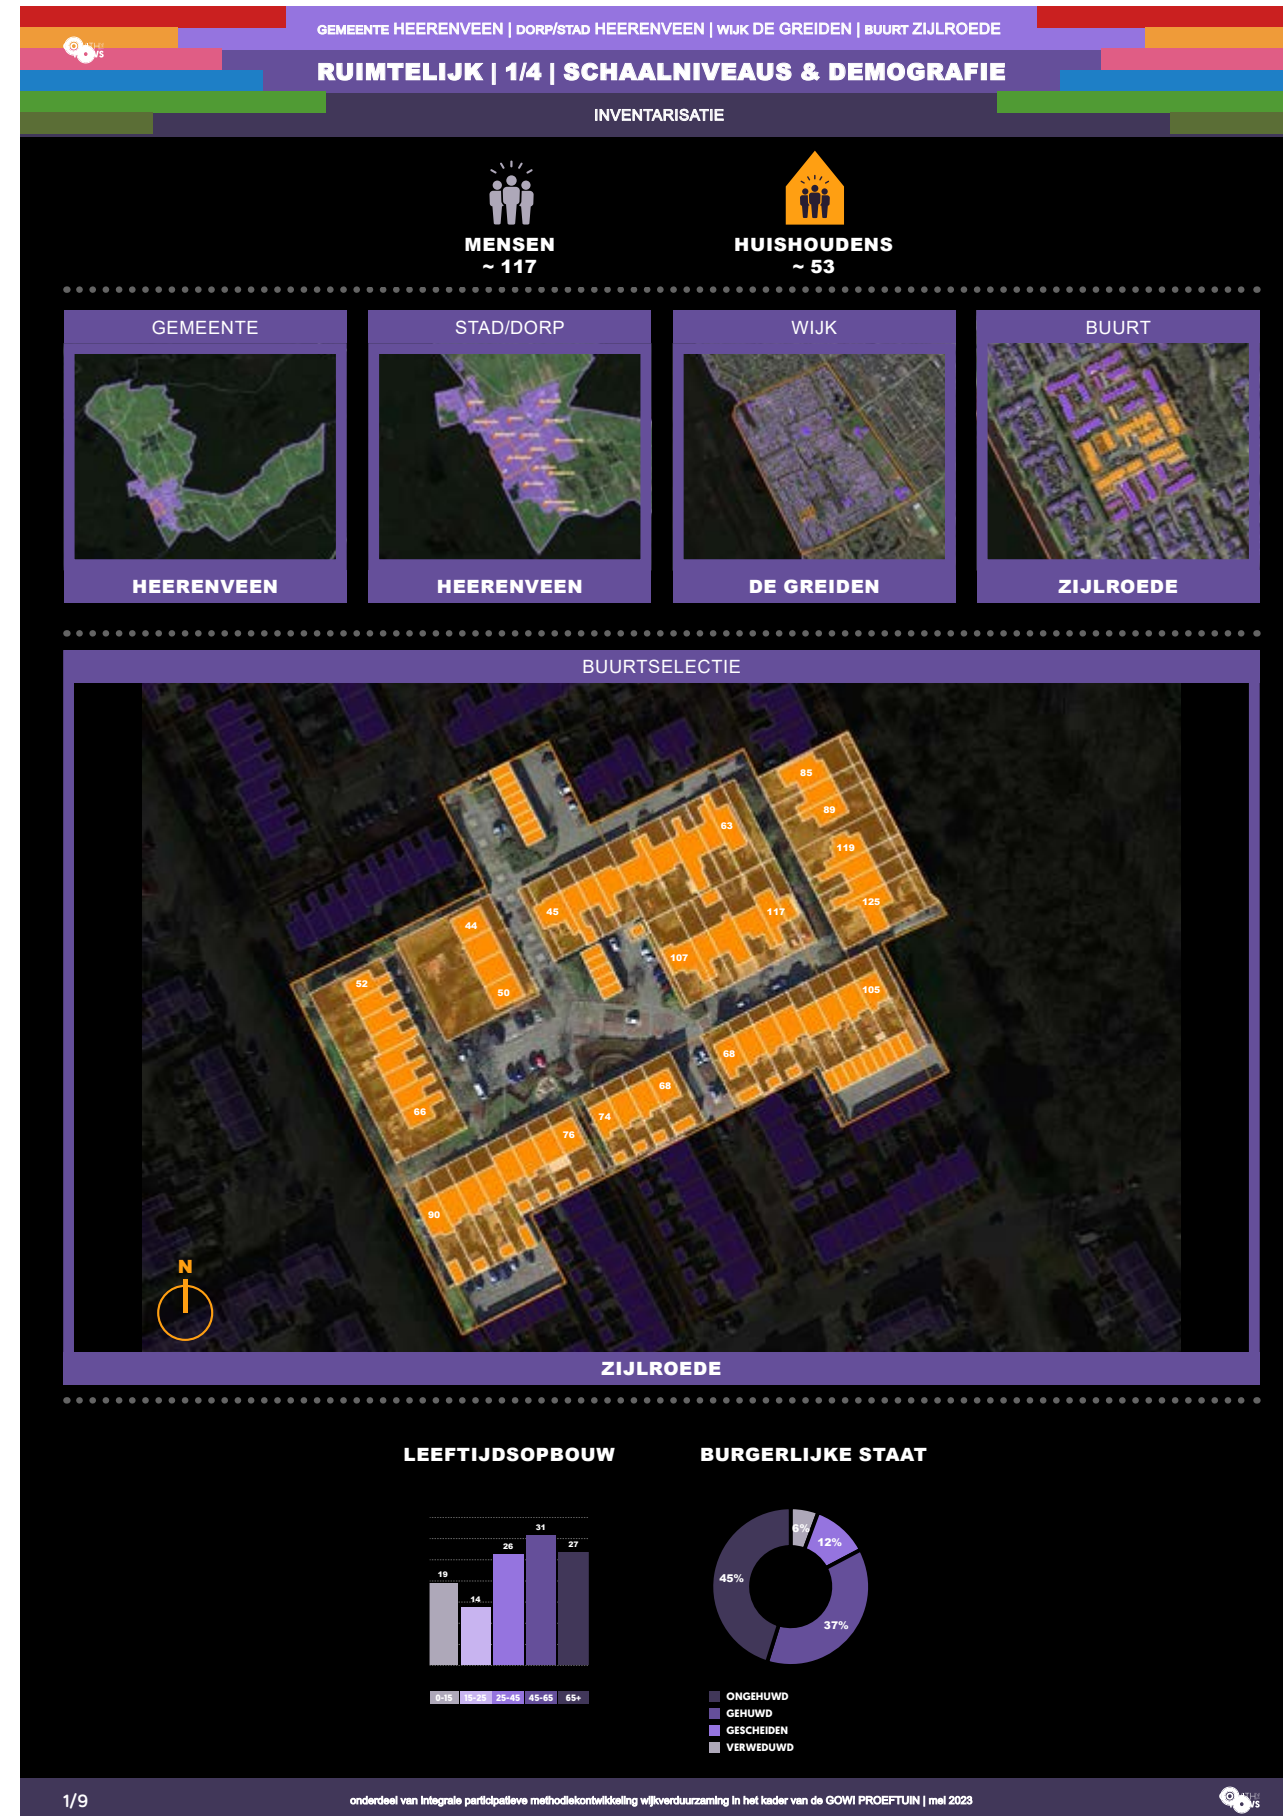 GEMEENTE HEERENVEEN | DORP/STAD HEERENVEEN | WIJK DE GREIDEN | BUURT ZIJLROEDE
RUIMTELIJK | 1/4 | SCHAALNIVEAUS & DEMOGRAFIE
INVENTARISATIE
MENSEN
~ 117
HUISHOUDENS
~ 53
GEMEENTE
STAD/DORP
WIJK
BUURT
HEERENVEEN
HEERENVEEN
DE GREIDEN
ZIJLROEDE
BUURTSELECTIE
85
89
63
119
45
125
117
44
107
52
50
105
68
68
66
74
76
90
N
ZIJLROEDE
LEEFTIJDSOPBOUW
31
26
27
19
14
0-15 15-25 25-45 45-65 65+
BURGERLIJKE STAAT
6%
12%
45%
37%
ONGEHUWD
GEHUWD
GESCHEIDEN
VERWEDUWD
1/9
onderdeel van integrale participatieve methodiekontwikkeling wijkverduurzaming in het kader van de GOWI PROEFTUIN | mei 2023